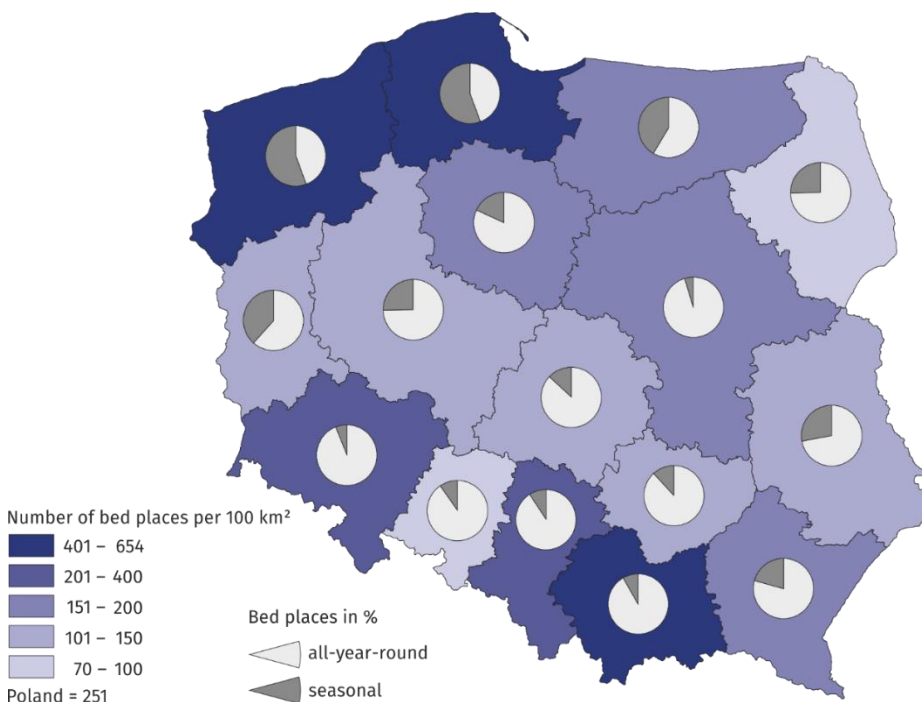 Number of bed places per 100 km²
401 – 654
201 – 400
151 – 200
101 – 150
70 – 100
Poland = 251
Bed places in %
all-year-round
seasonal